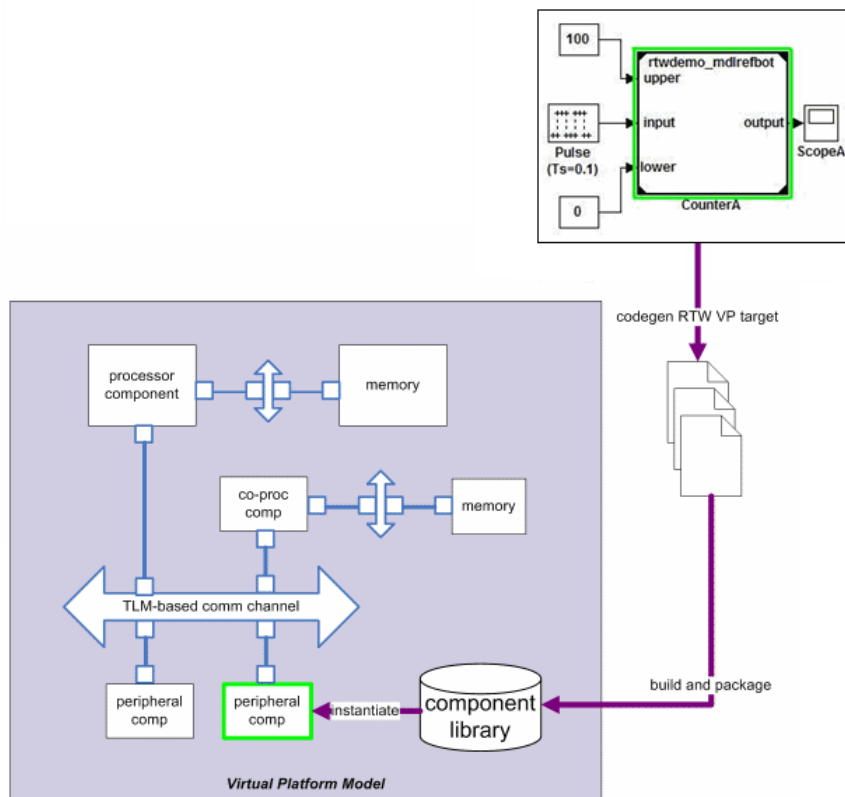 100
rtwdemo_mdlrefbot
upper
input
output
ScopeA
Pulse
(Ts=0.1)
lower
0
CounterA
codegen RTW VP target
processor
component
memory
co-proc
comp
memory
TLM-based comm channel
peripheral
comp
peripheral
comp
instantiate
component
library
build and package
Virtual Platform Model